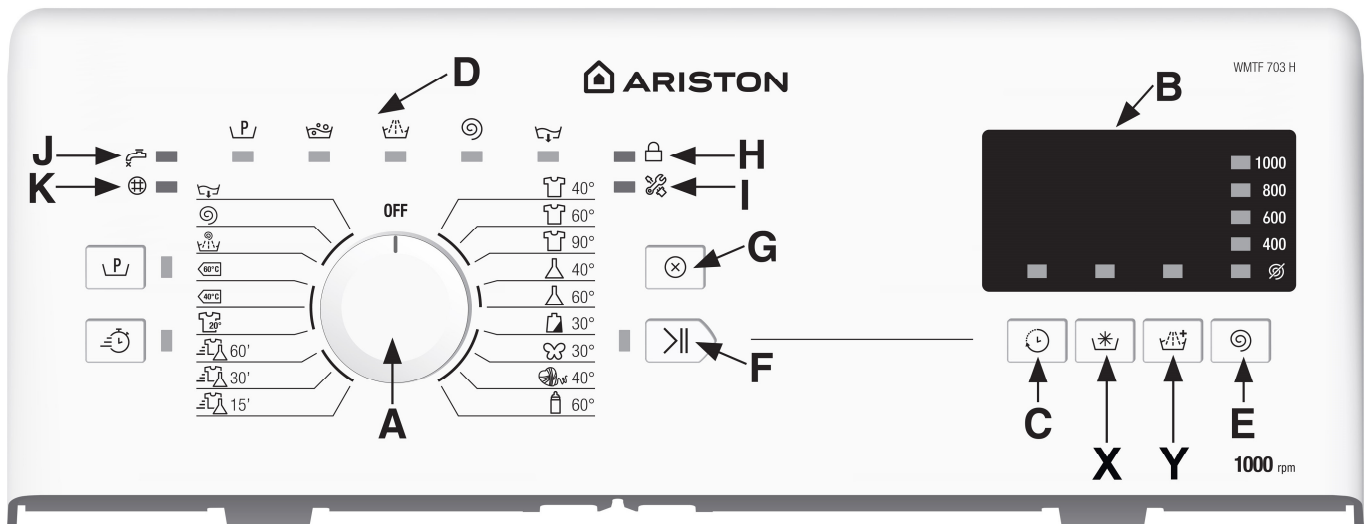 WMTF 703 H
ARISTON
D
B
P
J
H
K
I
1000
800
600
400
OFF
40°
60°
90°
40°
60°
30°
30°
40°
60°
60°C
40°C
20°
60'
30'
15'
P
G
F
A
C
X
Y
E
1000 rpm